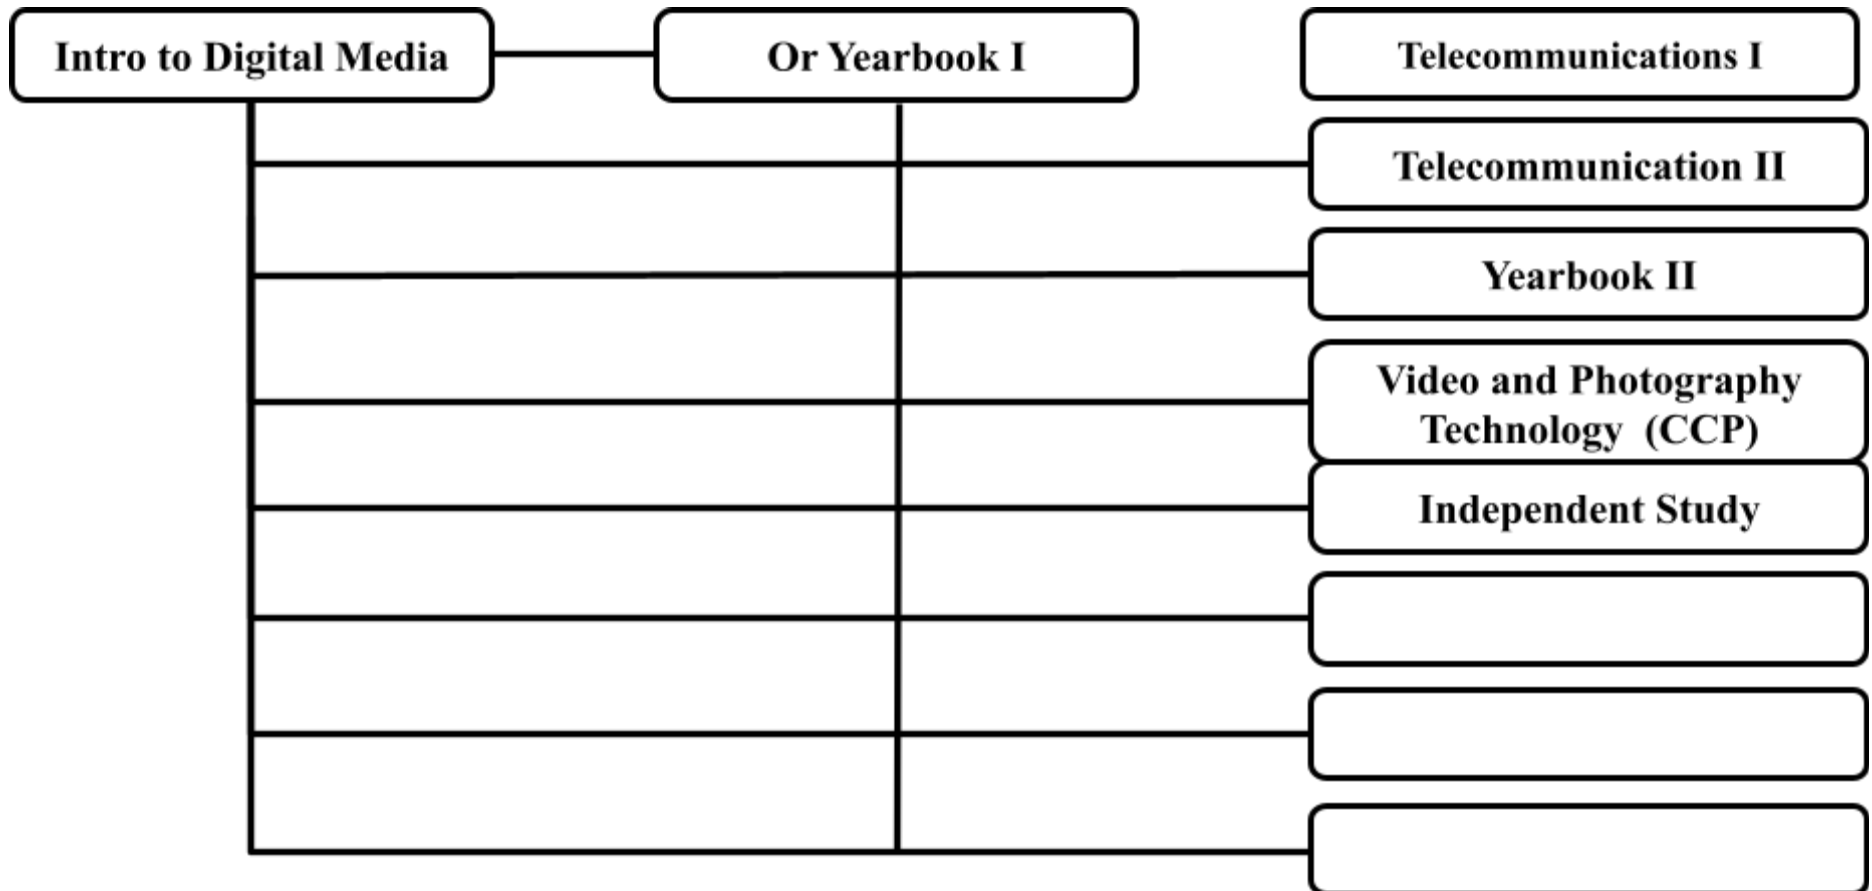 Intro to Digital Media
Or Yearbook I
Telecommunications I
Telecommunication II
Yearbook II
Video and Photography
Technology (CCP)
Independent Study